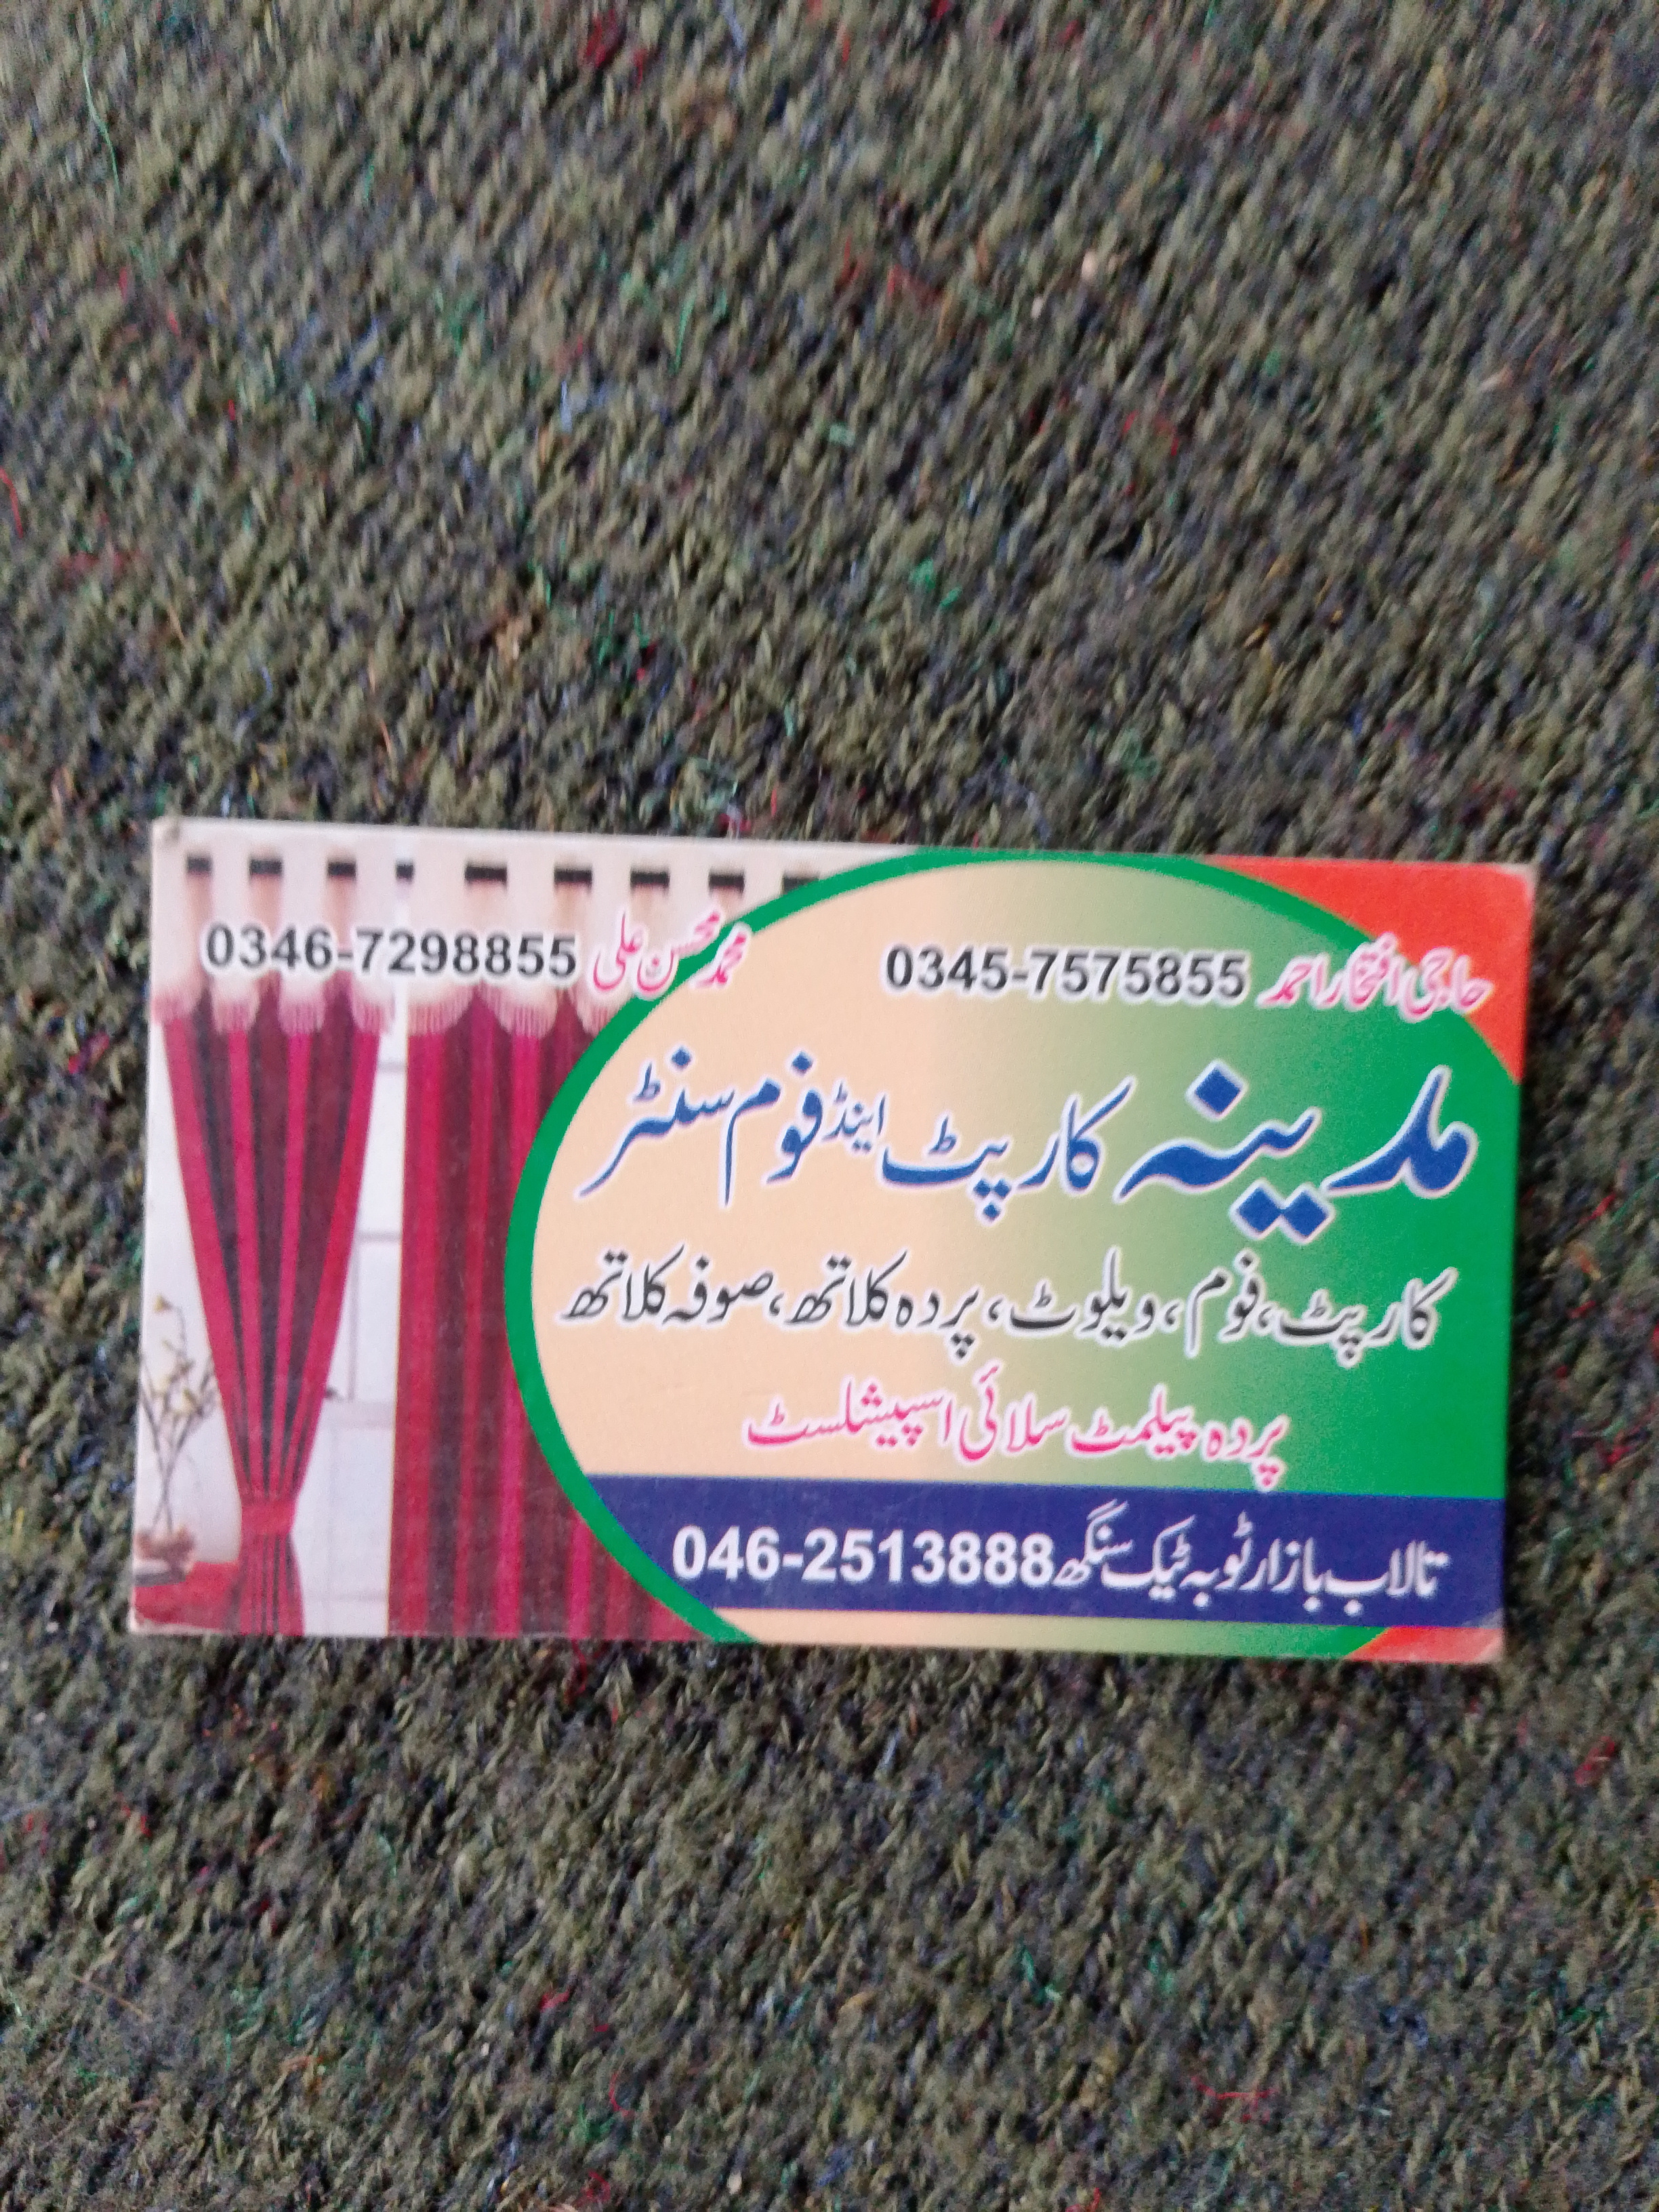 حاجی افتخار احمد 0345-7575855 محمد محسن علی 0346-7298855
مدینہ کارپٹ اینڈ فوم سنٹر
کارپٹ، فوم، ویلوٹ، پردہ کلاتھ، صوفہ کلاتھ
پردہ پیلمٹ سلائی اسپیشلسٹ
تالاب بازار ٹوبہ ٹیک سنگھ 046-2513888